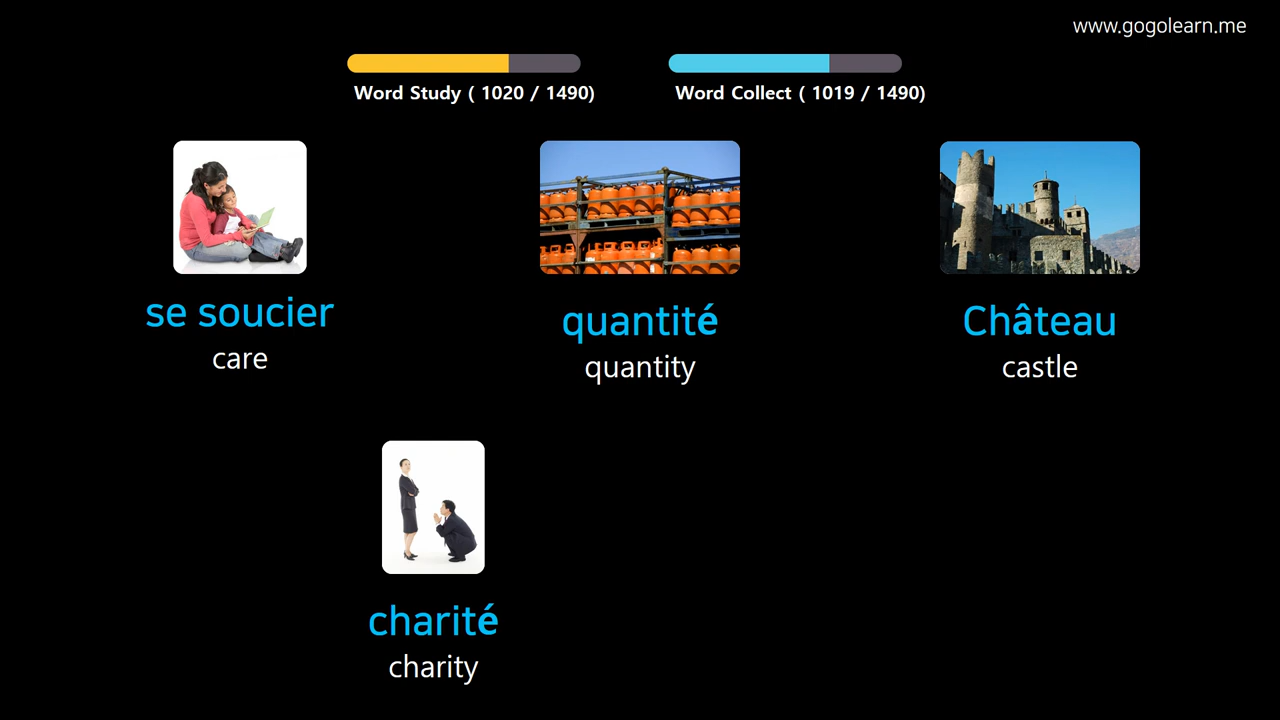 www.gogolearn.me
Word Study ( 1020 / 1490)
Word Collect ( 1019 / 1490)
se soucier
care
quantité
quantity
Château
castle
charité
charity